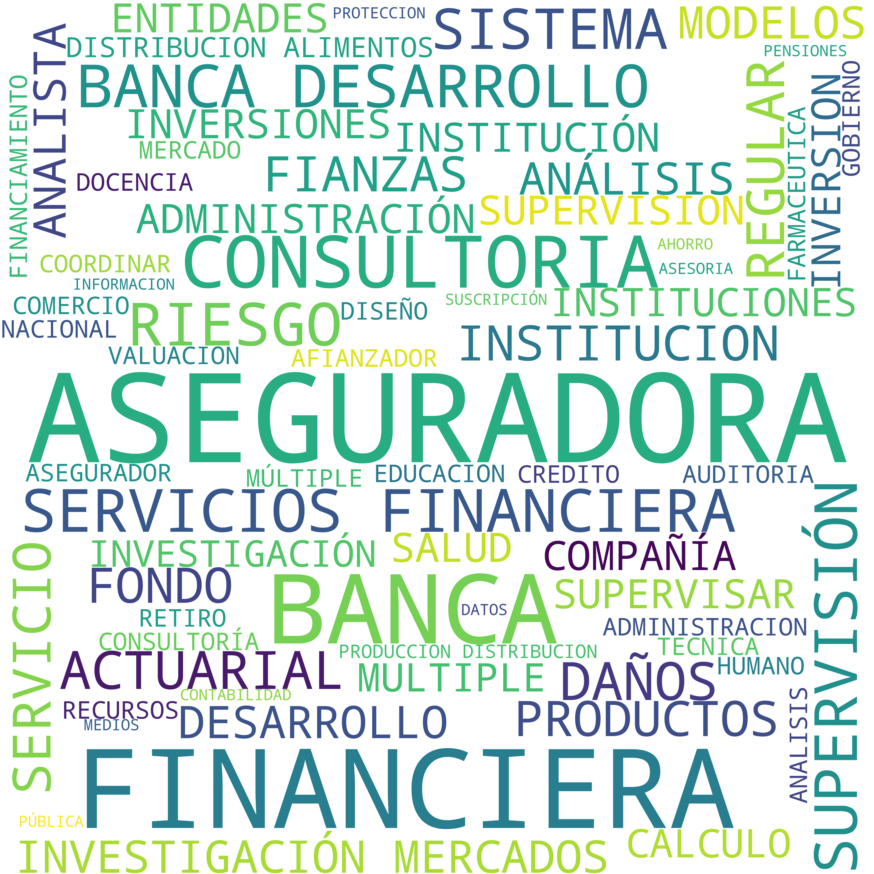 ENTIDADES
PROTECCION
SISTEMA
MODELOS
DISTRIBUCION ALIMENTOS
PENSIONES
ANALISTA
BANCA DESARROLLO
REGULAR
GOBIERNO
FINANCIAMIENTO
INVERSIONES
INSTITUCIÓN
FARMACEUTICA
INVERSION
MERCADO
FIANZAS
ANÁLISIS
DOCENCIA
ADMINISTRACIÓN
SUPERVISION
CONSULTORIA
AHORRO
COORDINAR
ASESORIA
INFORMACION
COMERCIO
RIESGO
DISEÑO
SUSCRIPCIÓN
INSTITUCIONES
NACIONAL
VALUACION
AFIANZADOR
INSTITUCION
ASEGURADORA
ASEGURADOR
MÚLTIPLE
EDUCACION
CREDITO
AUDITORIA
SERVICIOS FINANCIERA
SUPERVISIÓN
INVESTIGACIÓN
SALUD
COMPAÑÍA
SERVICIO
FONDO
BANCA
SUPERVISAR
RETIRO
DATOS
ADMINISTRACION
CONSULTORÍA
PRODUCCION DISTRIBUCION
TECNICA
ACTUARIAL
MULTIPLE
DAÑOS
HUMANO
RECURSOS
CONTABILIDAD
MEDIOS
DESARROLLO
PRODUCTOS
ANALISIS
FINANCIERA
PÚBLICA
INVESTIGACIÓN MERCADOS
CALCULO